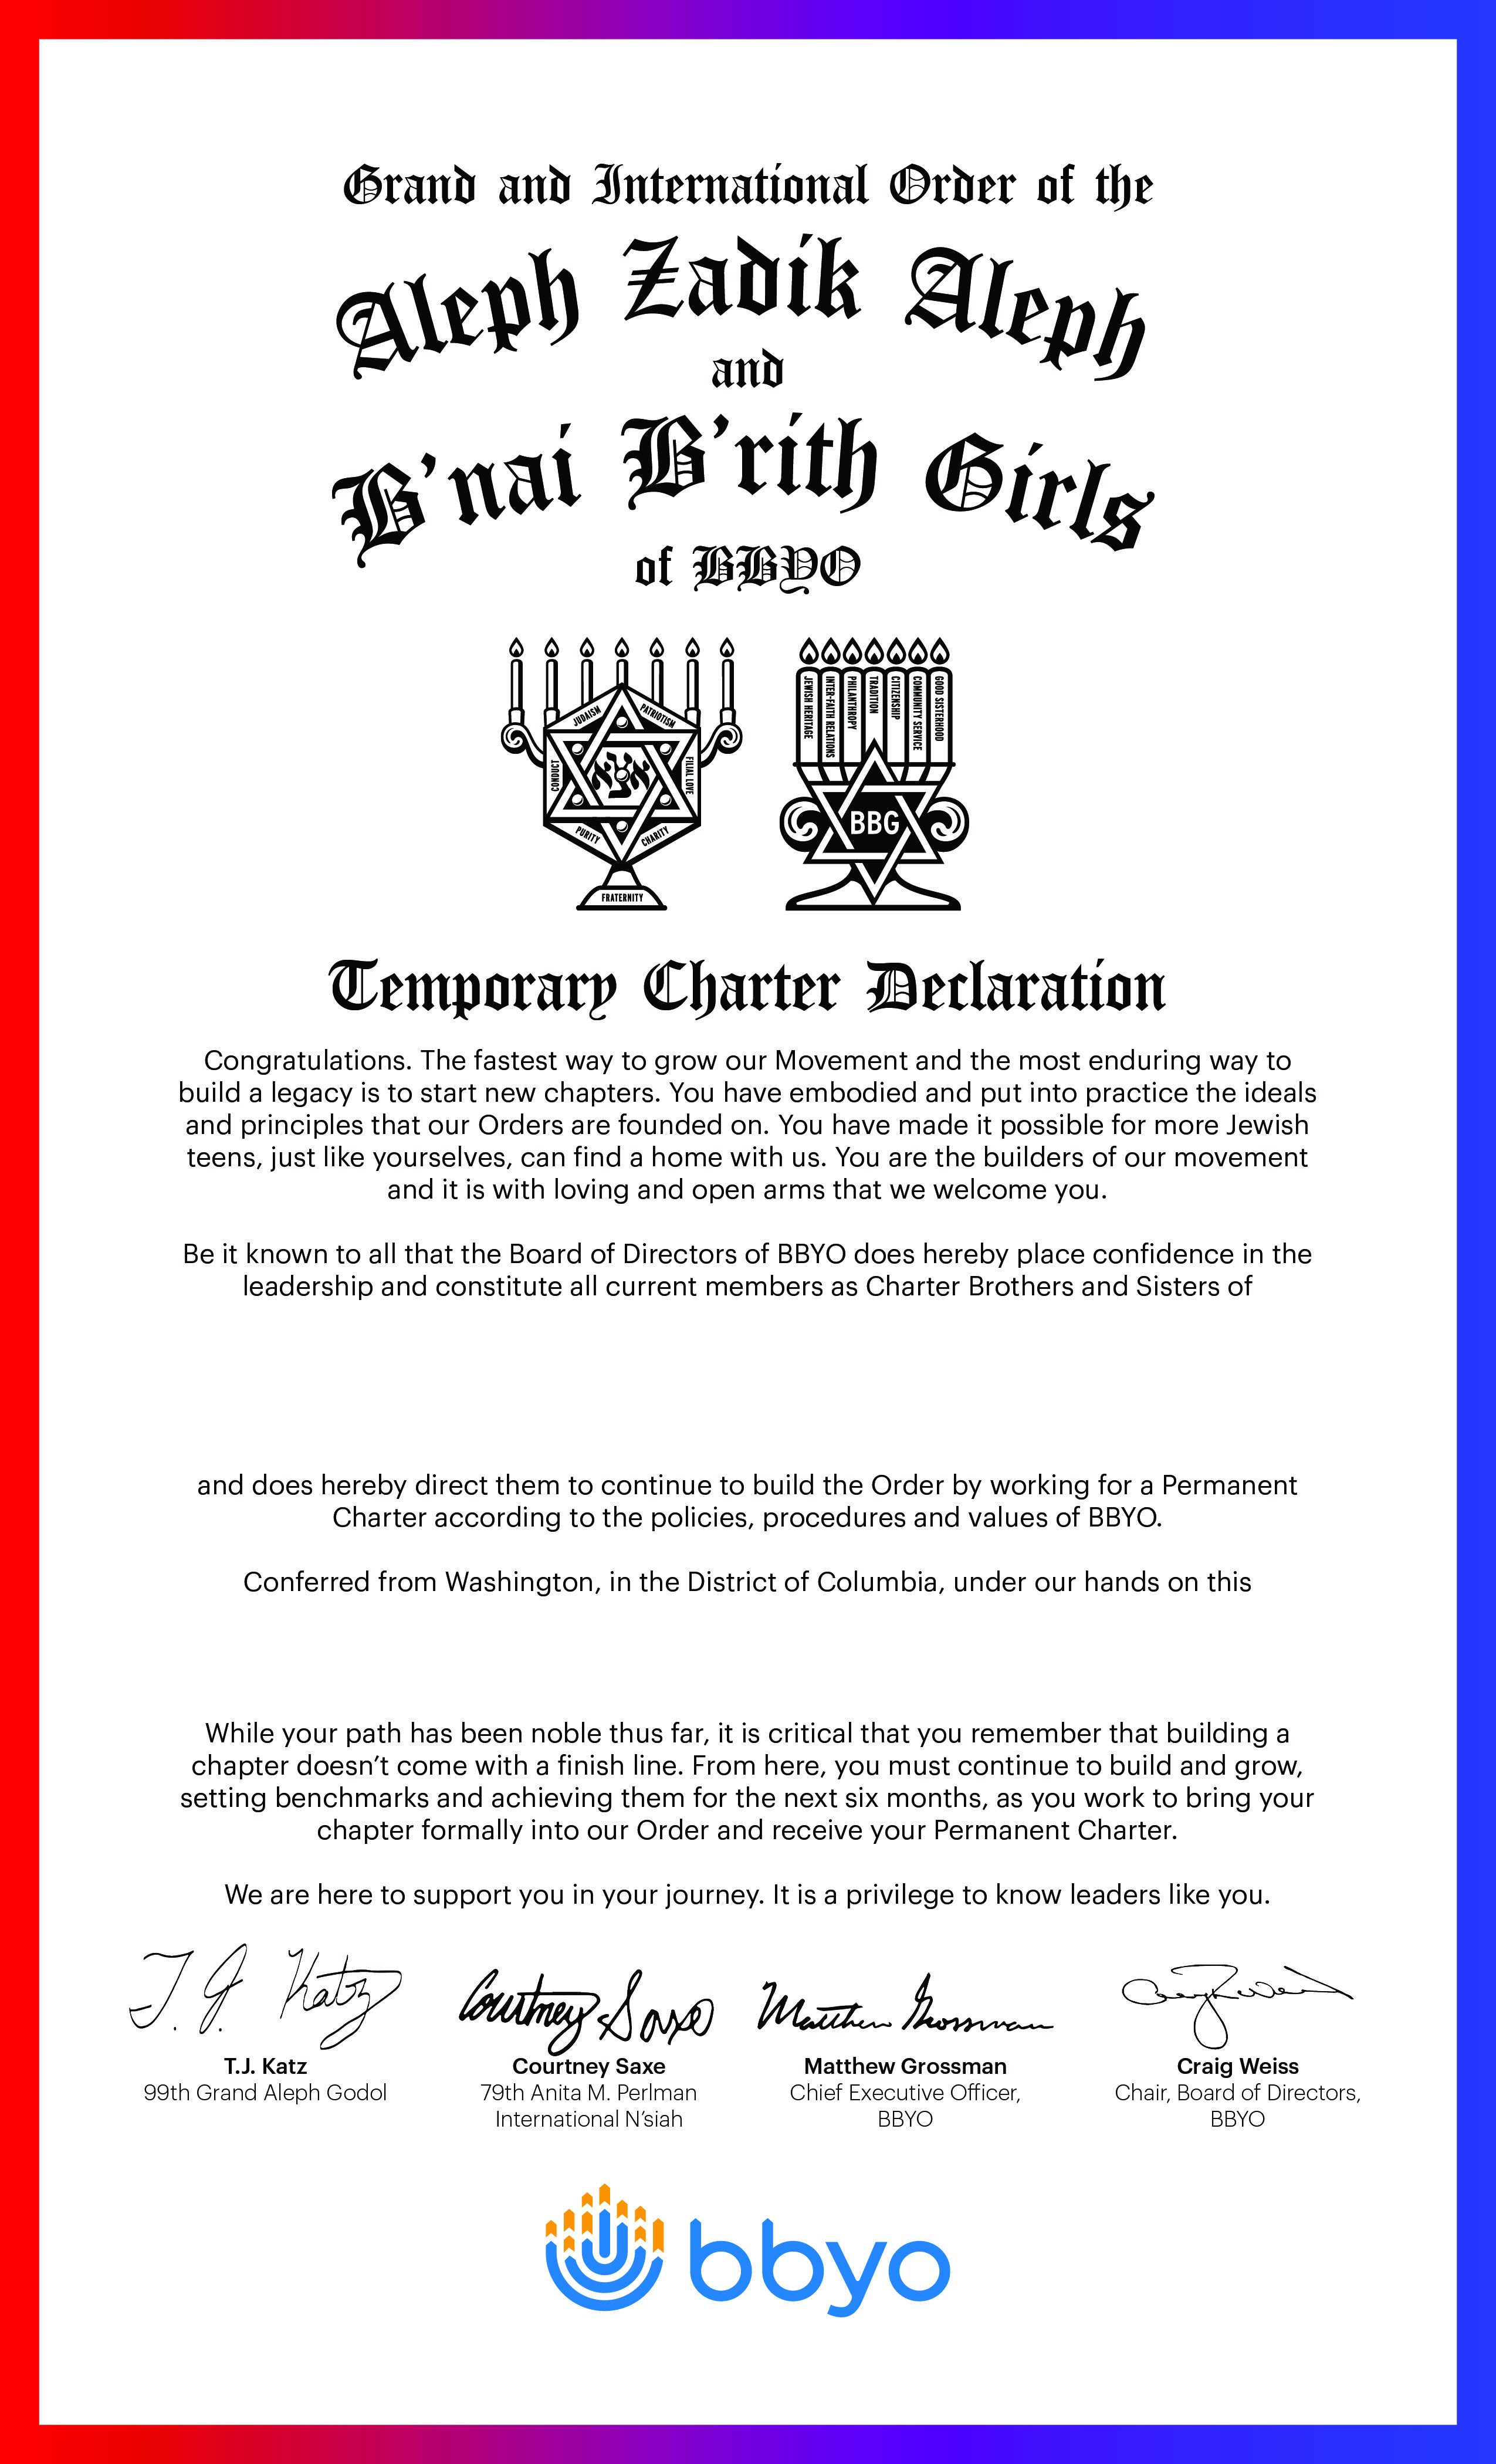 Grand and International Order of the
Aleph Zadik Aleph
and
B’nai B’rith Girls
of BBYO
JUDAISM
PATRIOTISM
CONDUCT
אצא
FILIAL LOVE
PURITY
CHARITY
FRATERNITY
JEWISH HERITAGE
INTER-FAITH RELATIONS
PHILANTHROPY
TRADITION
CITIZENSHIP
COMMUNITY SERVICE
GOOD SISTERHOOD
BBG
Temporary Charter Declaration
Congratulations. The fastest way to grow our Movement and the most enduring way to
build a legacy is to start new chapters. You have embodied and put into practice the ideals
and principles that our Orders are founded on. You have made it possible for more Jewish
teens, just like yourselves, can find a home with us. You are the builders of our movement
and it is with loving and open arms that we welcome you.
Be it known to all that the Board of Directors of BBYO does hereby place confidence in the
leadership and constitute all current members as Charter Brothers and Sisters of
and does hereby direct them to continue to build the Order by working for a Permanent
Charter according to the policies, procedures and values of BBYO.
Conferred from Washington, in the District of Columbia, under our hands on this
While your path has been noble thus far, it is critical that you remember that building a
chapter doesn’t come with a finish line. From here, you must continue to build and grow,
setting benchmarks and achieving them for the next six months, as you work to bring your
chapter formally into our Order and receive your Permanent Charter.
We are here to support you in your journey. It is a privilege to know leaders like you.
T. J. Katz
Courtney Saxe
Matthew Grossman
T.J. Katz
99th Grand Aleph Godol
Courtney Saxe
79th Anita M. Perlman
International N’siah
Matthew Grossman
Chief Executive Officer,
BBYO
Craig Weiss
Chair, Board of Directors,
BBYO
bbyo